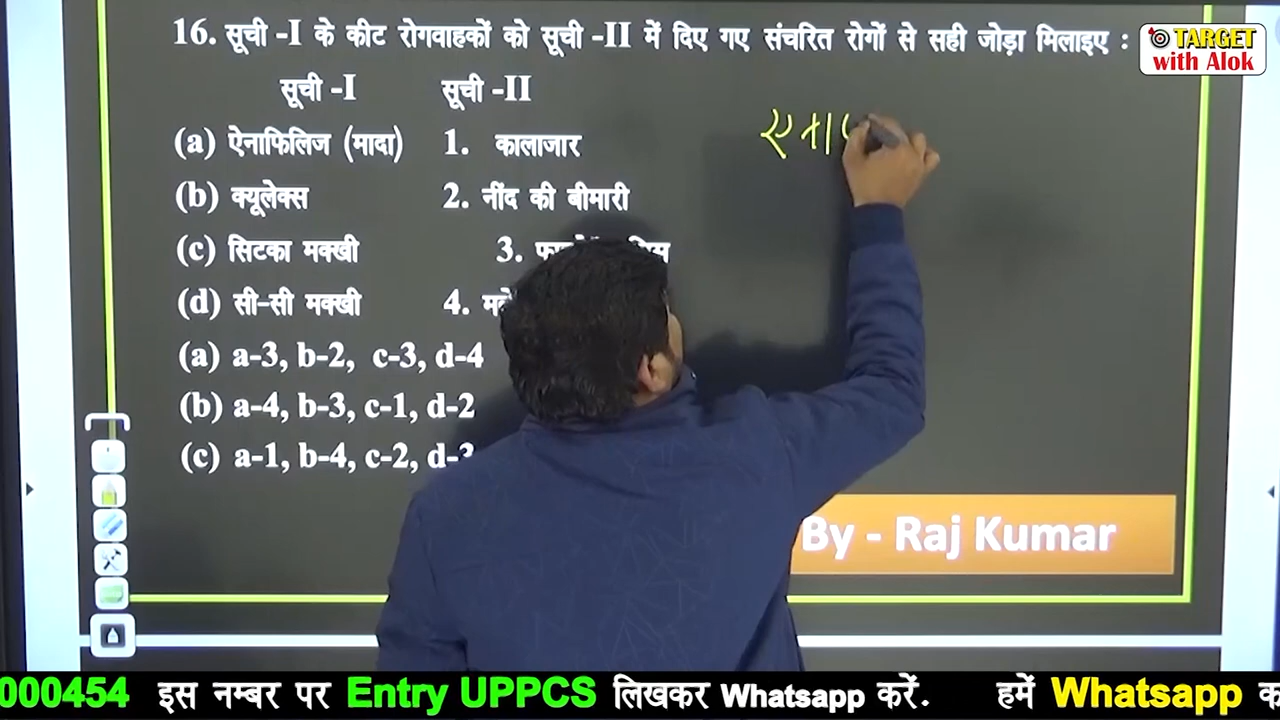 16. सूची -I के कीट रोगवाहकों को सूची -II में दिए गए संचरित रोगों से सही जोड़ा मिलाइए :
TARGET
with Alok
सूची -I सूची -II
(a) ऐनाफिलिज (मादा) 1. कालाजार
(b) क्यूलेक्स 2. नींद की बीमारी
(c) सिटका मक्खी 3.
(d) सी-सी मक्खी 4.
(a) a-3, b-2, c-3, d-4
(b) a-4, b-3, c-1, d-2
(c) a-1, b-4, c-2, d-3
By - Raj Kumar
000454 इस नम्बर पर Entry UPPCS लिखकर Whatsapp करें. हमें Whatsapp